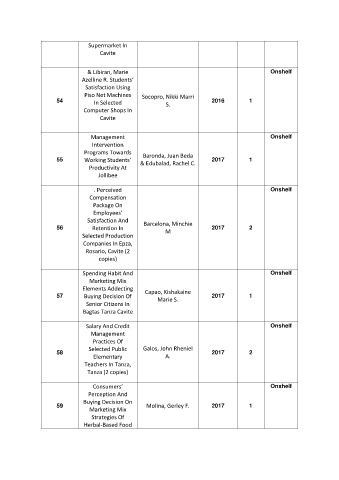 Supermarket In
Cavite
& Libiran, Marie
Azelline R. Students'
Satisfaction Using
Piso Net Machines
In Selected
Computer Shops In
Cavite
54
Socopro, Nikki Marri
S.
2016
1
Onshelf
Management
Intervention
Programs Towards
Working Students'
Productivity At
Jollibee
55
Baronda, Juan Beda
& Edubalad, Rachel C.
2017
1
Onshelf
. Perceived
Compensation
Package On
Employees'
Satisfaction And
Retention In
Selected Production
Companies In Epza,
Rosario, Cavite (2
copies)
56
Barcelona, Minchie
M
2017
2
Onshelf
Spending Habit And
Marketing Mix
Elements Addecting
Buying Decision Of
Senior Citizens In
Bagtas Tanza Cavite
57
Capao, Kishakaine
Marie S.
2017
1
Onshelf
Salary And Credit
Management
Practices Of
Selected Public
Elementary
Teachers In Tanza,
Tanza (2 copies)
58
Galos, John Rheniel
A.
2017
2
Onshelf
Consumers'
Perception And
Buying Decision On
Marketing Mix
Strategies Of
Herbal-Based Food
59
Molina, Gerley F.
2017
1
Onshelf